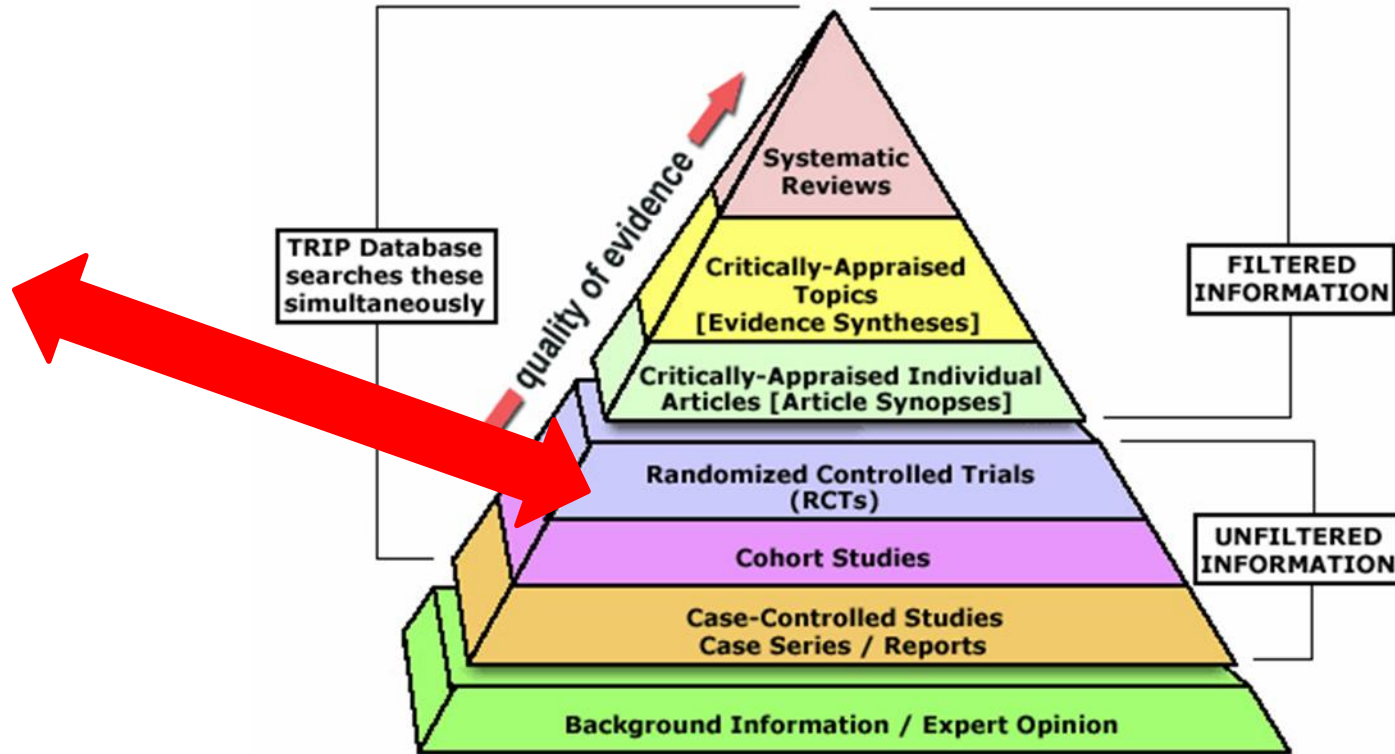 quality of evidence
Systematic
Reviews
TRIP Database
searches these
simultaneously
Critically-Appraised
Topics
[Evidence Syntheses]
FILTERED
INFORMATION
Critically-Appraised Individual
Articles [Article Synopses]
Randomized Controlled Trials
(RCTs)
UNFILTERED
INFORMATION
Cohort Studies
Case-Controlled Studies
Case Series / Reports
Background Information / Expert Opinion